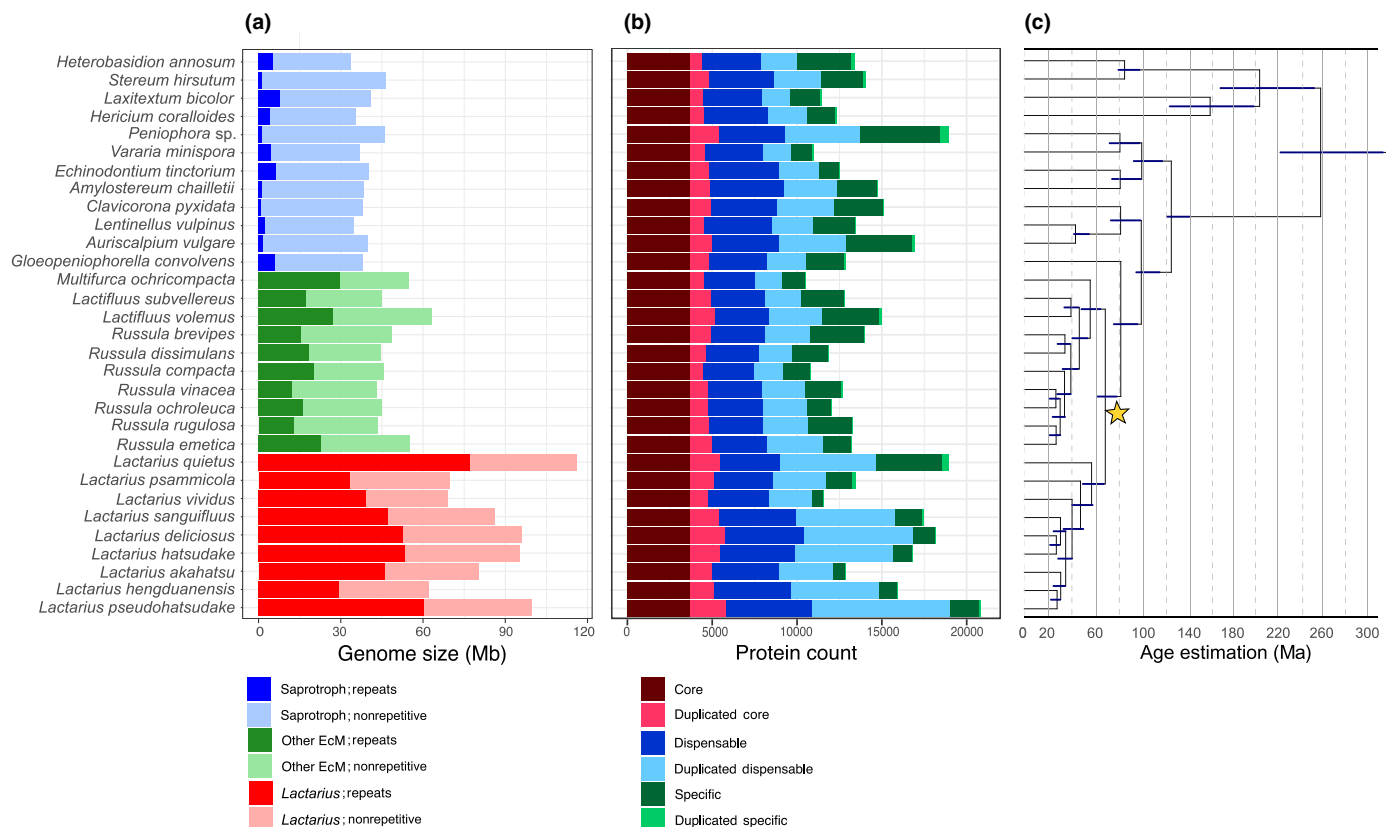 (a)
(b)
(c)
Heterobasidion annosum
Stereum hirsutum
Laxitextum bicolor
Hericium coralloides
Peniophora sp.
Vararia minispora
Echinodontium tinctorium
Amylostereum chailletii
Clavicorona pyxidata
Lentinellus vulpinus
Auriscalpium vulgare
Gloeopeniophorella convolvens
Multifurca ochricompacta
Lactifluus subvellereus
Lactifluus volemus
Russula brevipes
Russula dissimulans
Russula compacta
Russula vinacea
Russula ochroleuca
Russula rugulosa
Russula emetica
Lactarius quietus
Lactarius psammicola
Lactarius vividus
Lactarius sanguifluus
Lactarius deliciosus
Lactarius hatsudake
Lactarius akahatsu
Lactarius hengduanensis
Lactarius pseudohatsudake
0 30 60 90 120
Genome size (Mb)
0 5000 10000 15000 20000
Protein count
0 20 60 100 140 180 220 260 300
Age estimation (Ma)
Saprotroph; repeats
Saprotroph; nonrepetitive
Other EcM; repeats
Other EcM; nonrepetitive
Lactarius; repeats
Lactarius; nonrepetitive
Core
Duplicated core
Dispensable
Duplicated dispensable
Specific
Duplicated specific